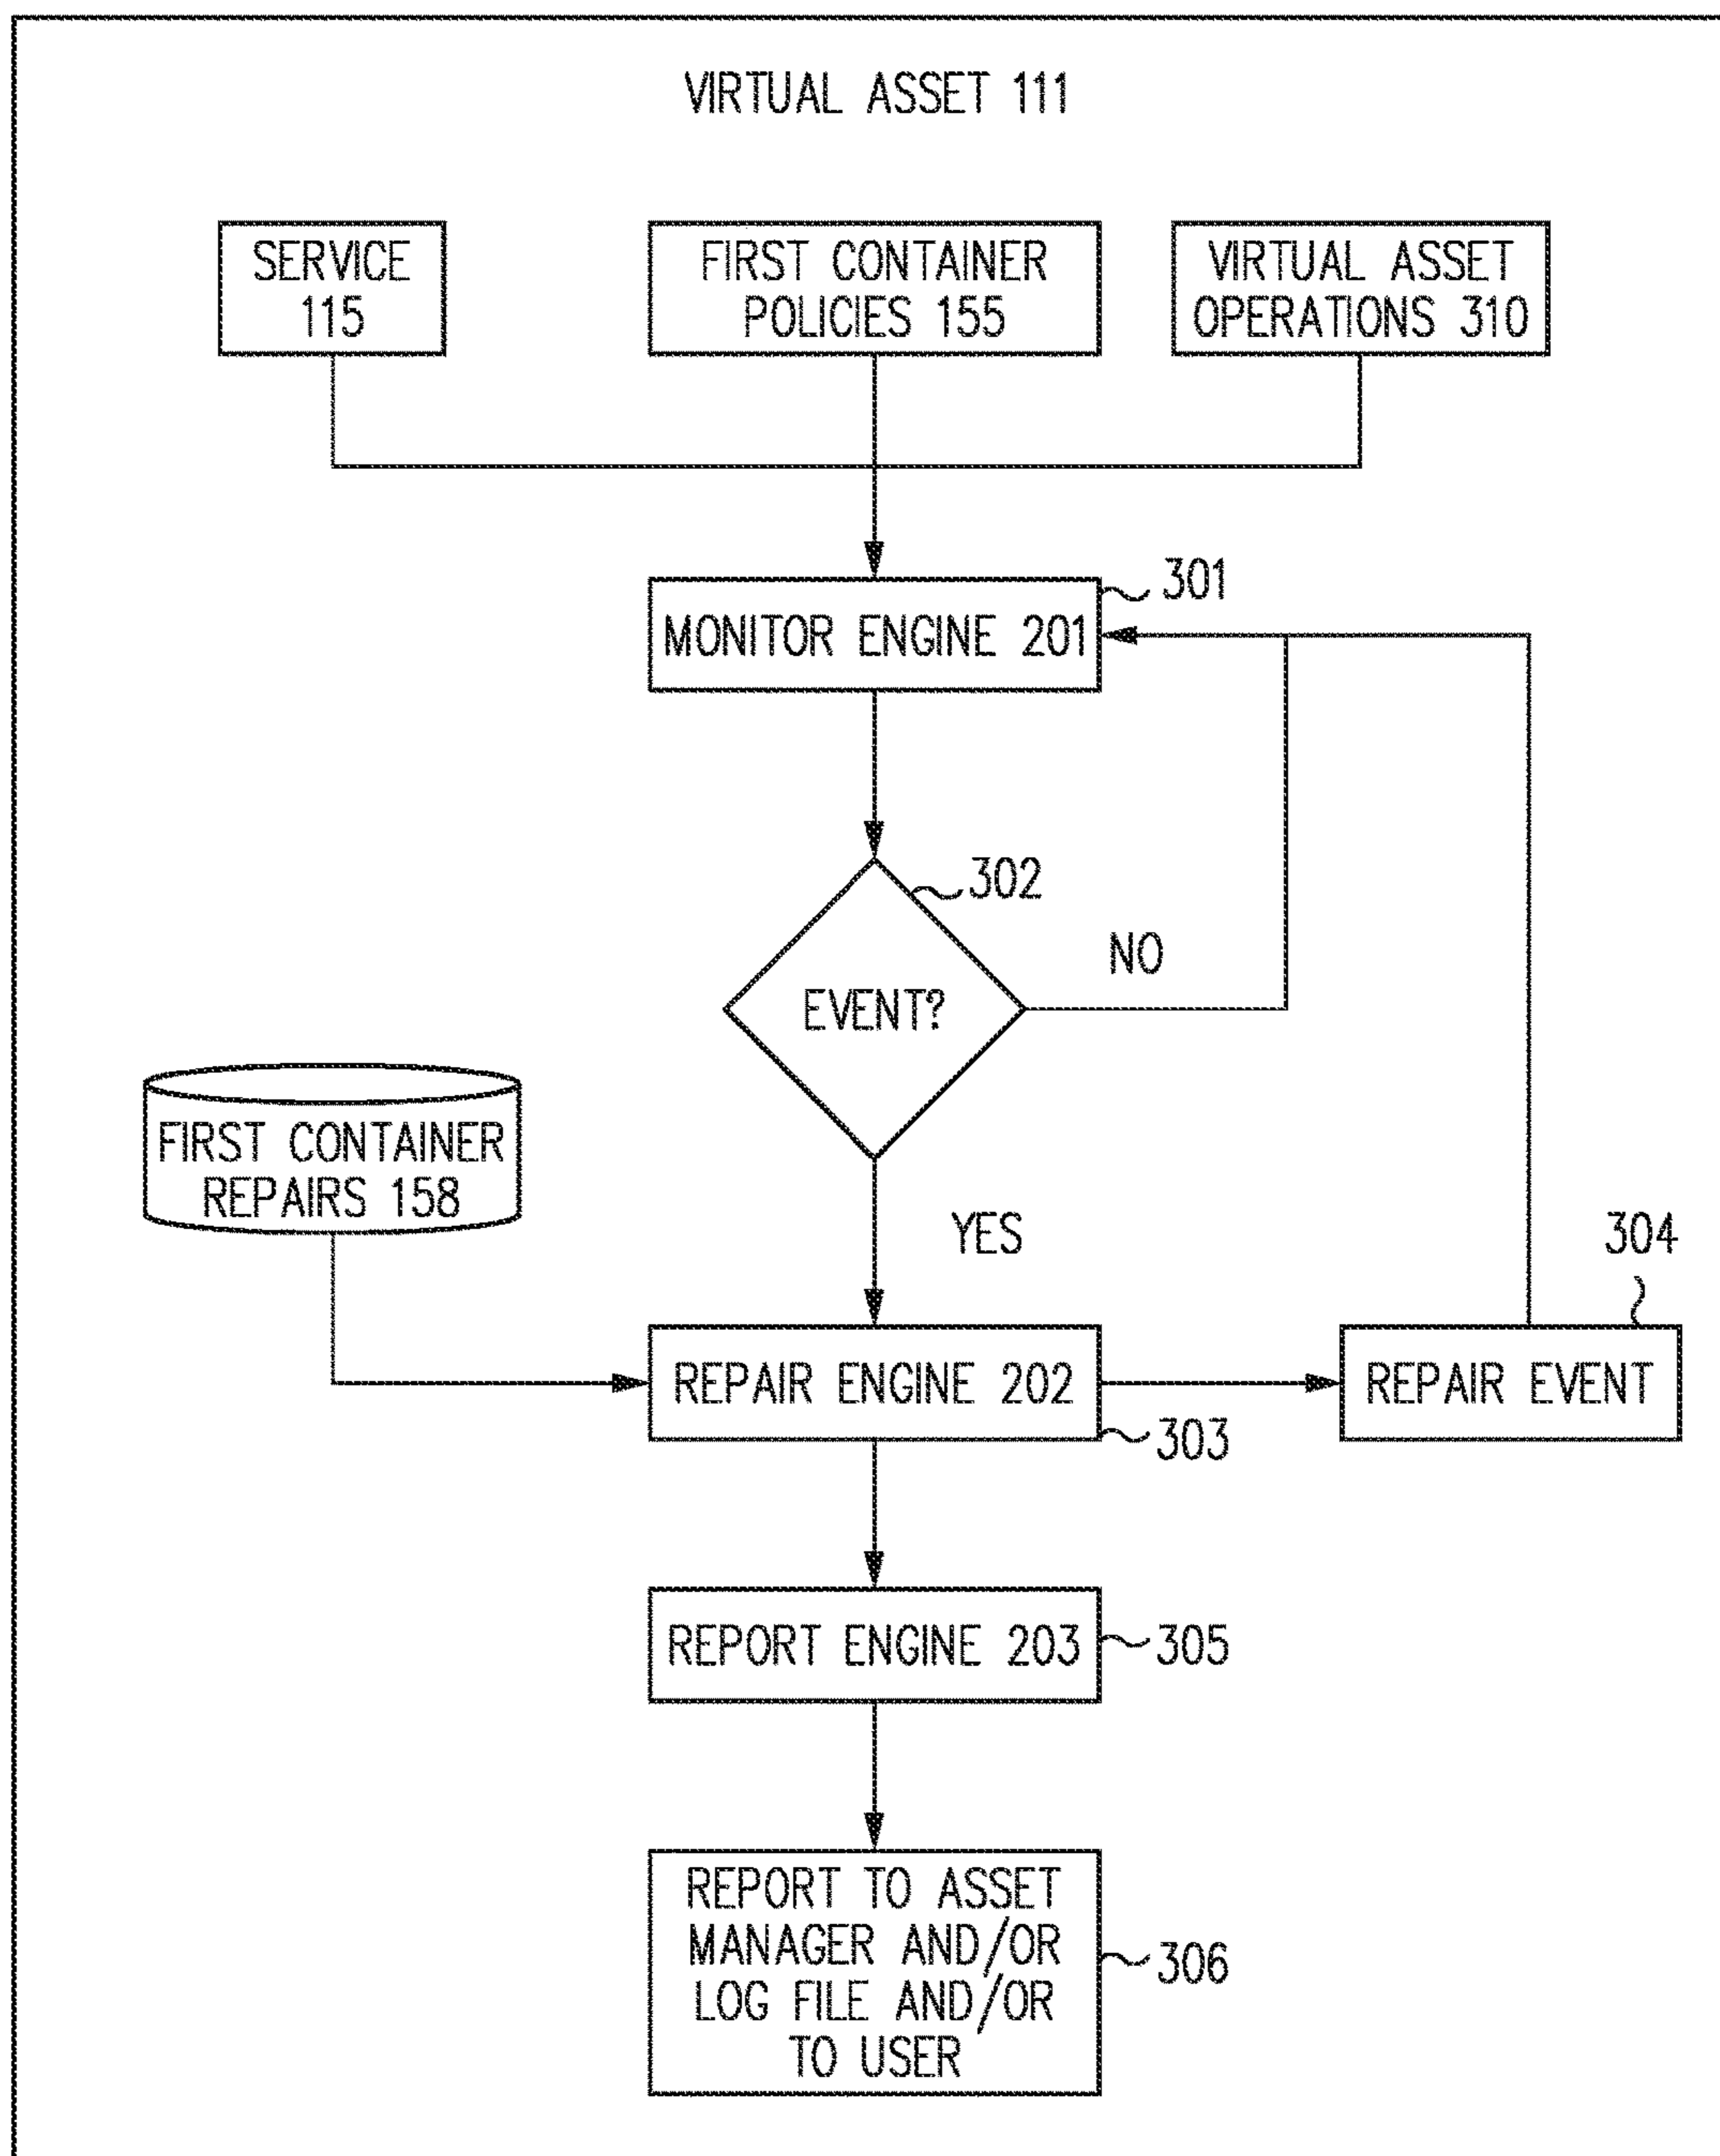 VIRTUAL ASSET 111
SERVICE
115
FIRST CONTAINER
POLICIES 155
VIRTUAL ASSET
OPERATIONS 310
301
MONITOR ENGINE 201
302
NO
EVENT?
FIRST CONTAINER
REPAIRS 158
YES
304
REPAIR ENGINE 202
REPAIR EVENT
303
REPORT ENGINE 203
305
REPORT TO ASSET
MANAGER AND/OR
LOG FILE AND/OR
TO USER
306